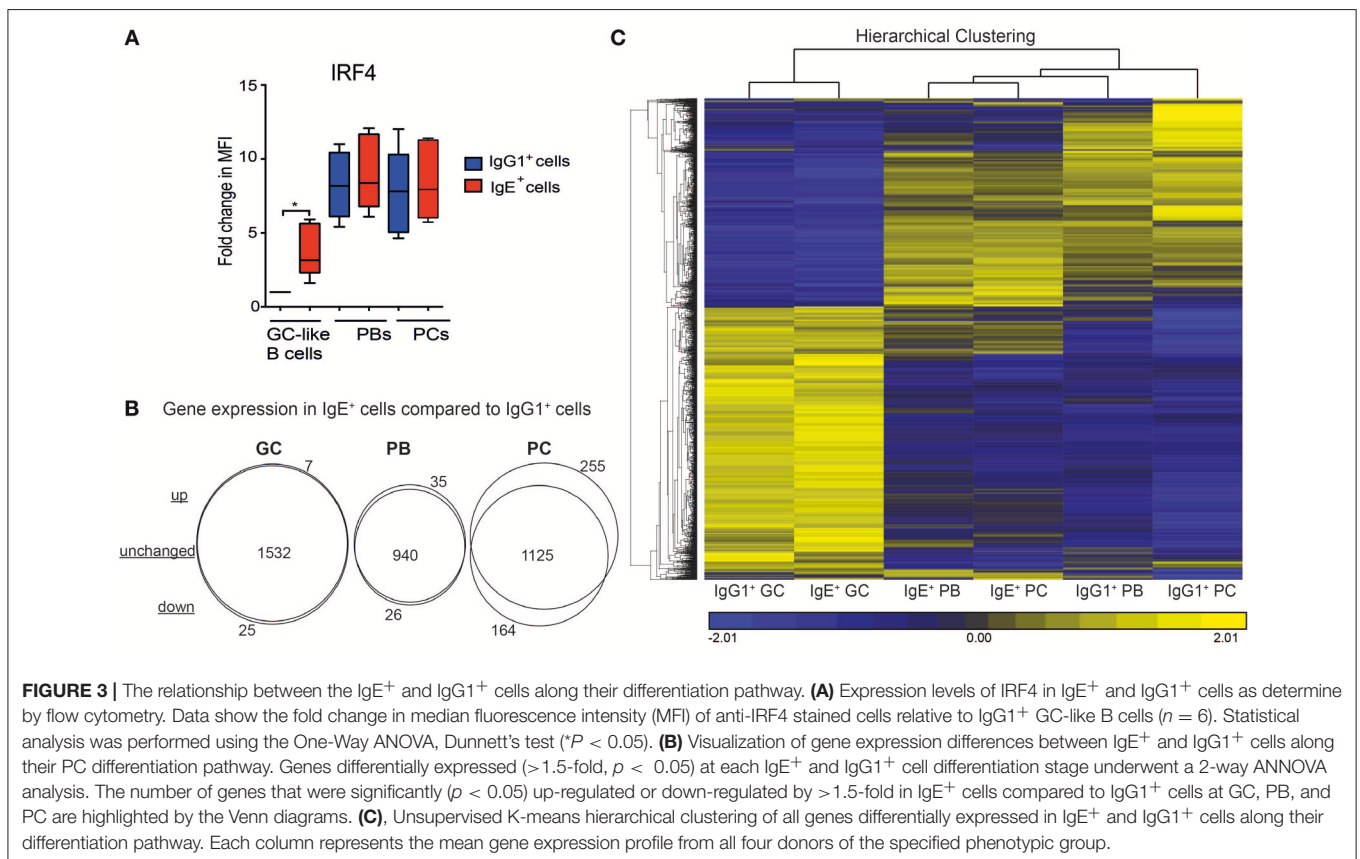 A
IRF4
Fold change in MFI
15
10
5
0
*
IgG1⁺ cells
IgE⁺ cells
GC-like
B cells
PBs
PCs
B
Gene expression in IgE⁺ cells compared to IgG1⁺ cells
GC
PB
PC
up
unchanged
down
7
1532
25
35
940
26
255
1125
164
C
Hierarchical Clustering
IgG1⁺ GC
IgE⁺ GC
IgE⁺ PB
IgE⁺ PC
IgG1⁺ PB
IgG1⁺ PC
-2.01
0.00
2.01
FIGURE 3 | The relationship between the IgE⁺ and IgG1⁺ cells along their differentiation pathway. (A) Expression levels of IRF4 in IgE⁺ and IgG1⁺ cells as determine
by flow cytometry. Data show the fold change in median fluorescence intensity (MFI) of anti-IRF4 stained cells relative to IgG1⁺ GC-like B cells (n = 6). Statistical
analysis was performed using the One-Way ANOVA, Dunnett's test (*P < 0.05). (B) Visualization of gene expression differences between IgE⁺ and IgG1⁺ cells along
their PC differentiation pathway. Genes differentially expressed (>1.5-fold, p < 0.05) at each IgE⁺ and IgG1⁺ cell differentiation stage underwent a 2-way ANNOVA
analysis. The number of genes that were significantly (p < 0.05) up-regulated or down-regulated by >1.5-fold in IgE⁺ cells compared to IgG1⁺ cells at GC, PB, and
PC are highlighted by the Venn diagrams. (C), Unsupervised K-means hierarchical clustering of all genes differentially expressed in IgE⁺ and IgG1⁺ cells along their
differentiation pathway. Each column represents the mean gene expression profile from all four donors of the specified phenotypic group.